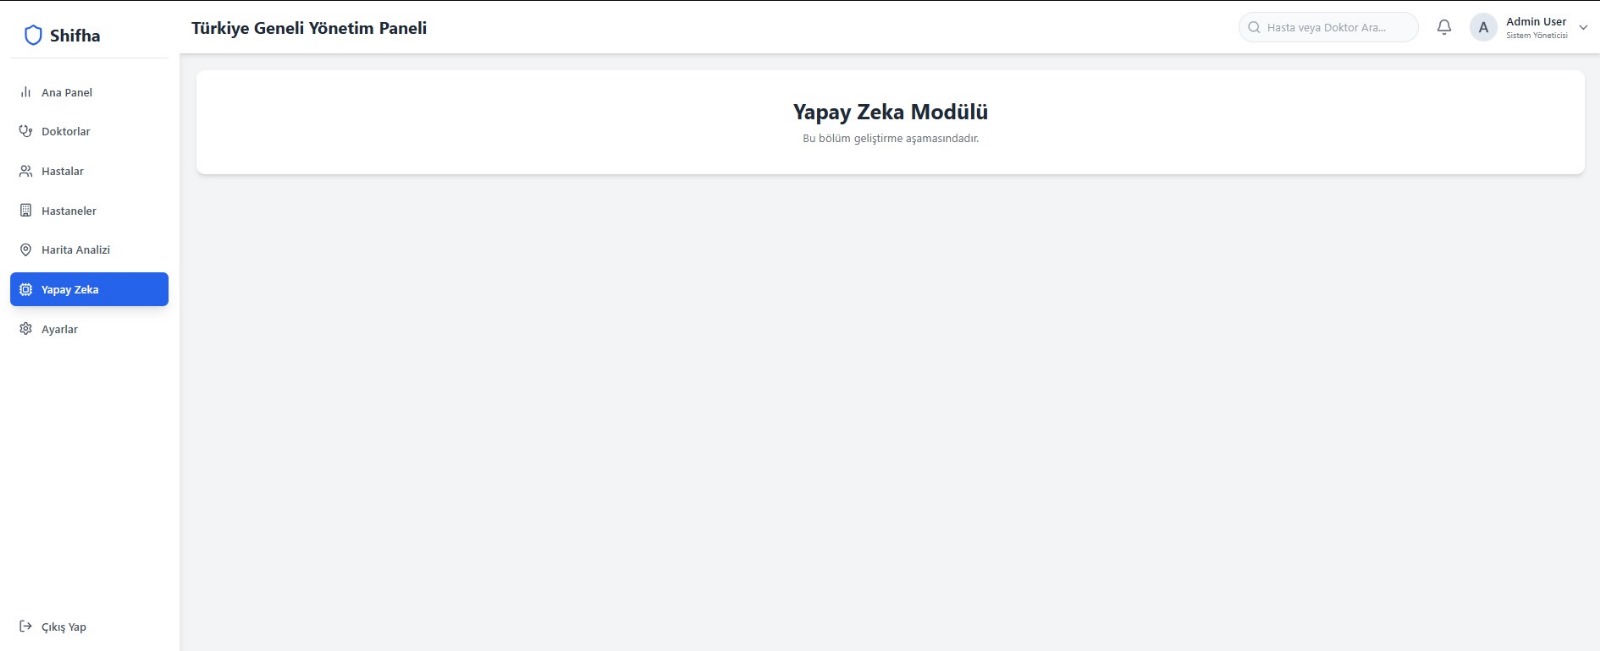 Shifha
Türkiye Geneli Yönetim Paneli
Hasta veya Doktor Ara...
A
Admin User
Sistem Yöneticisi
Ana Panel
Doktorlar
Hastalar
Hastaneler
Harita Analizi
Yapay Zeka
Ayarlar
Çıkış Yap
Yapay Zeka Modülü
Bu bölüm geliştirme aşamasındadır.